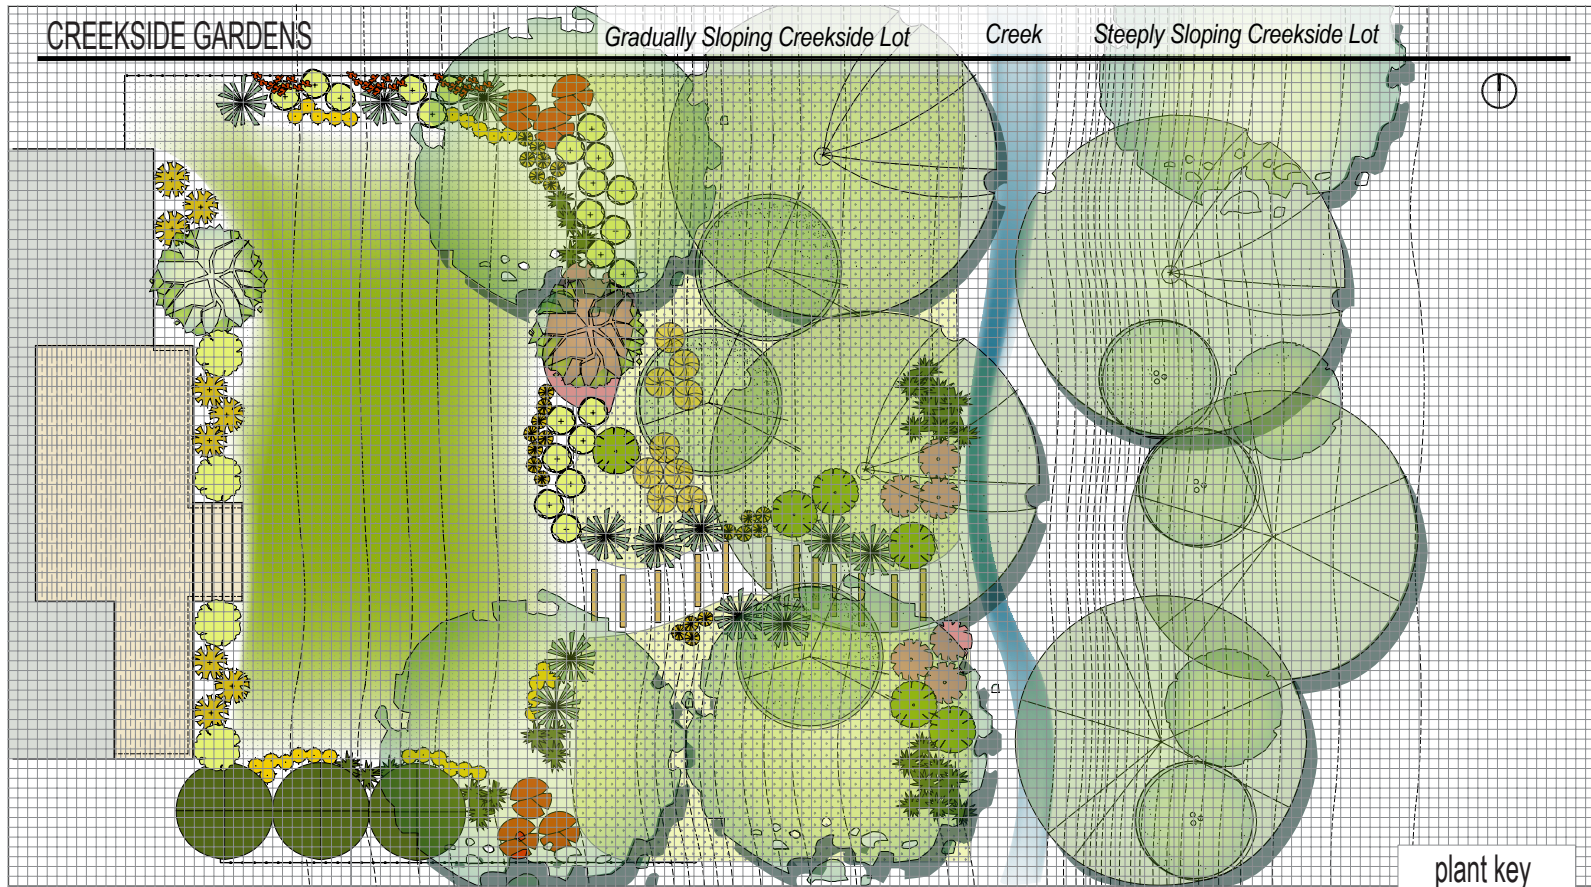 CREEKSIDE GARDENS
Gradually Sloping Creekside Lot
Creek
Steeply Sloping Creekside Lot
plant key